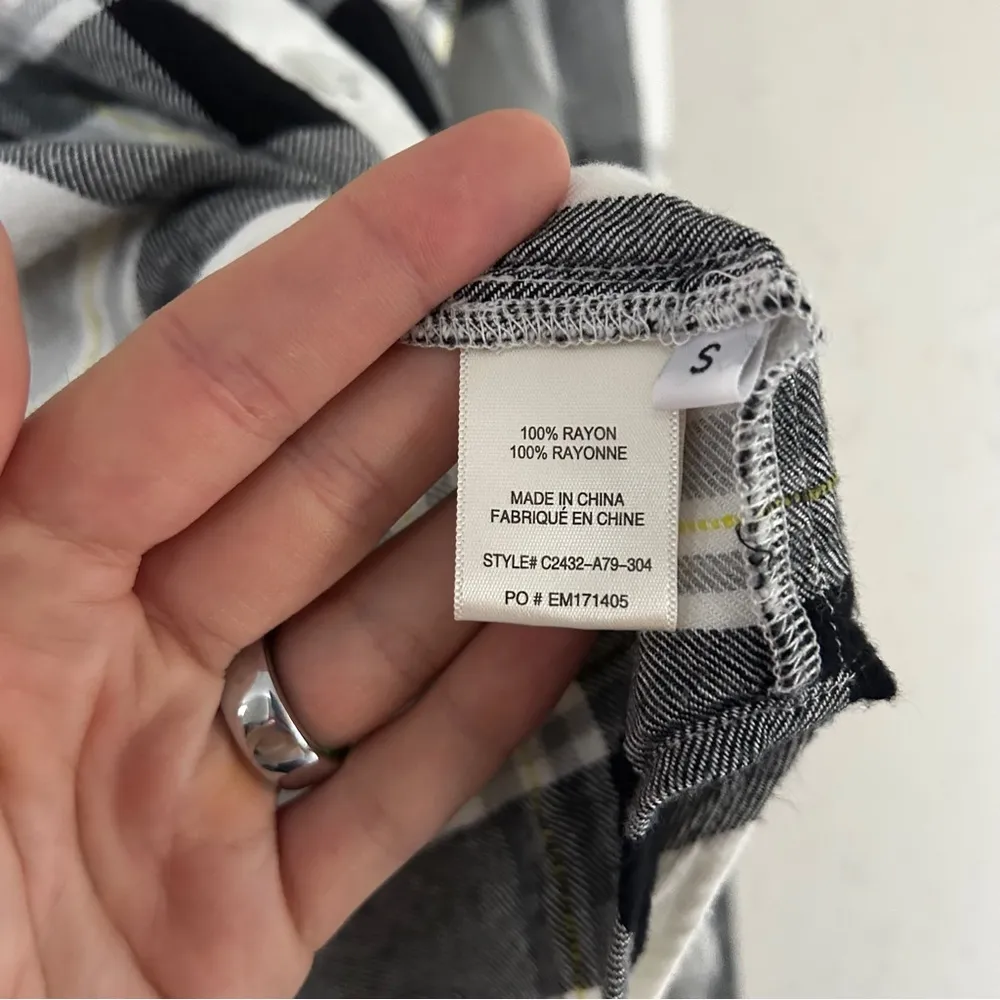 S
100% RAYON
100% RAYONNE
MADE IN CHINA
FABRIQUÉ EN CHINE
STYLE# C2432-A79-304
PO # EM171405